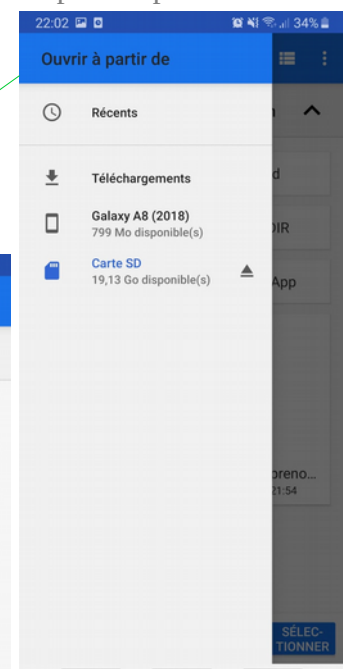 22:02 34%
Ouvrir à partir de
Récents
Téléchargements
d
Galaxy A8 (2018)
799 Mo disponible(s)
DIR
Carte SD
19,13 Go disponible(s)
App
oreno...
21:54
SÉLEC-
TIONNER